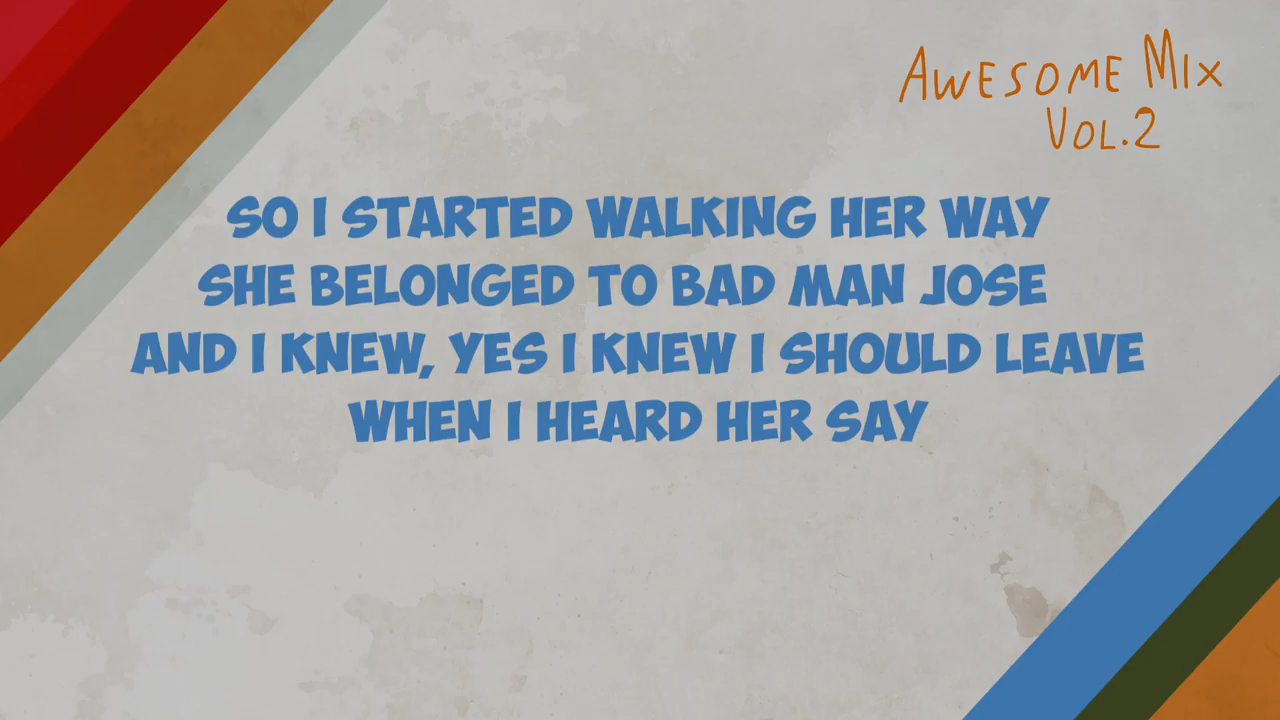 AWESOME MIX
VOL.2
SO I STARTED WALKING HER WAY
SHE BELONGED TO BAD MAN JOSE
AND I KNEW, YES I KNEW I SHOULD LEAVE
WHEN I HEARD HER SAY